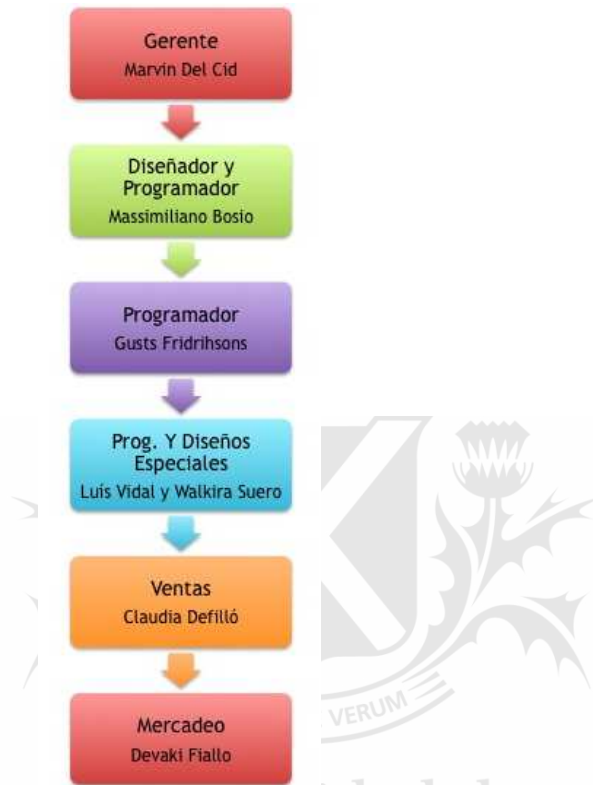 Gerente
Marvin Del Cid
Diseñador y
Programador
Massimiliano Bosio
Programador
Gusts Fridrihsons
Prog. Y Diseños
Especiales
Luís Vidal y Walkira Suero
Ventas
Claudia Defilló
VERUM
Mercadeo
Devaki Fiallo